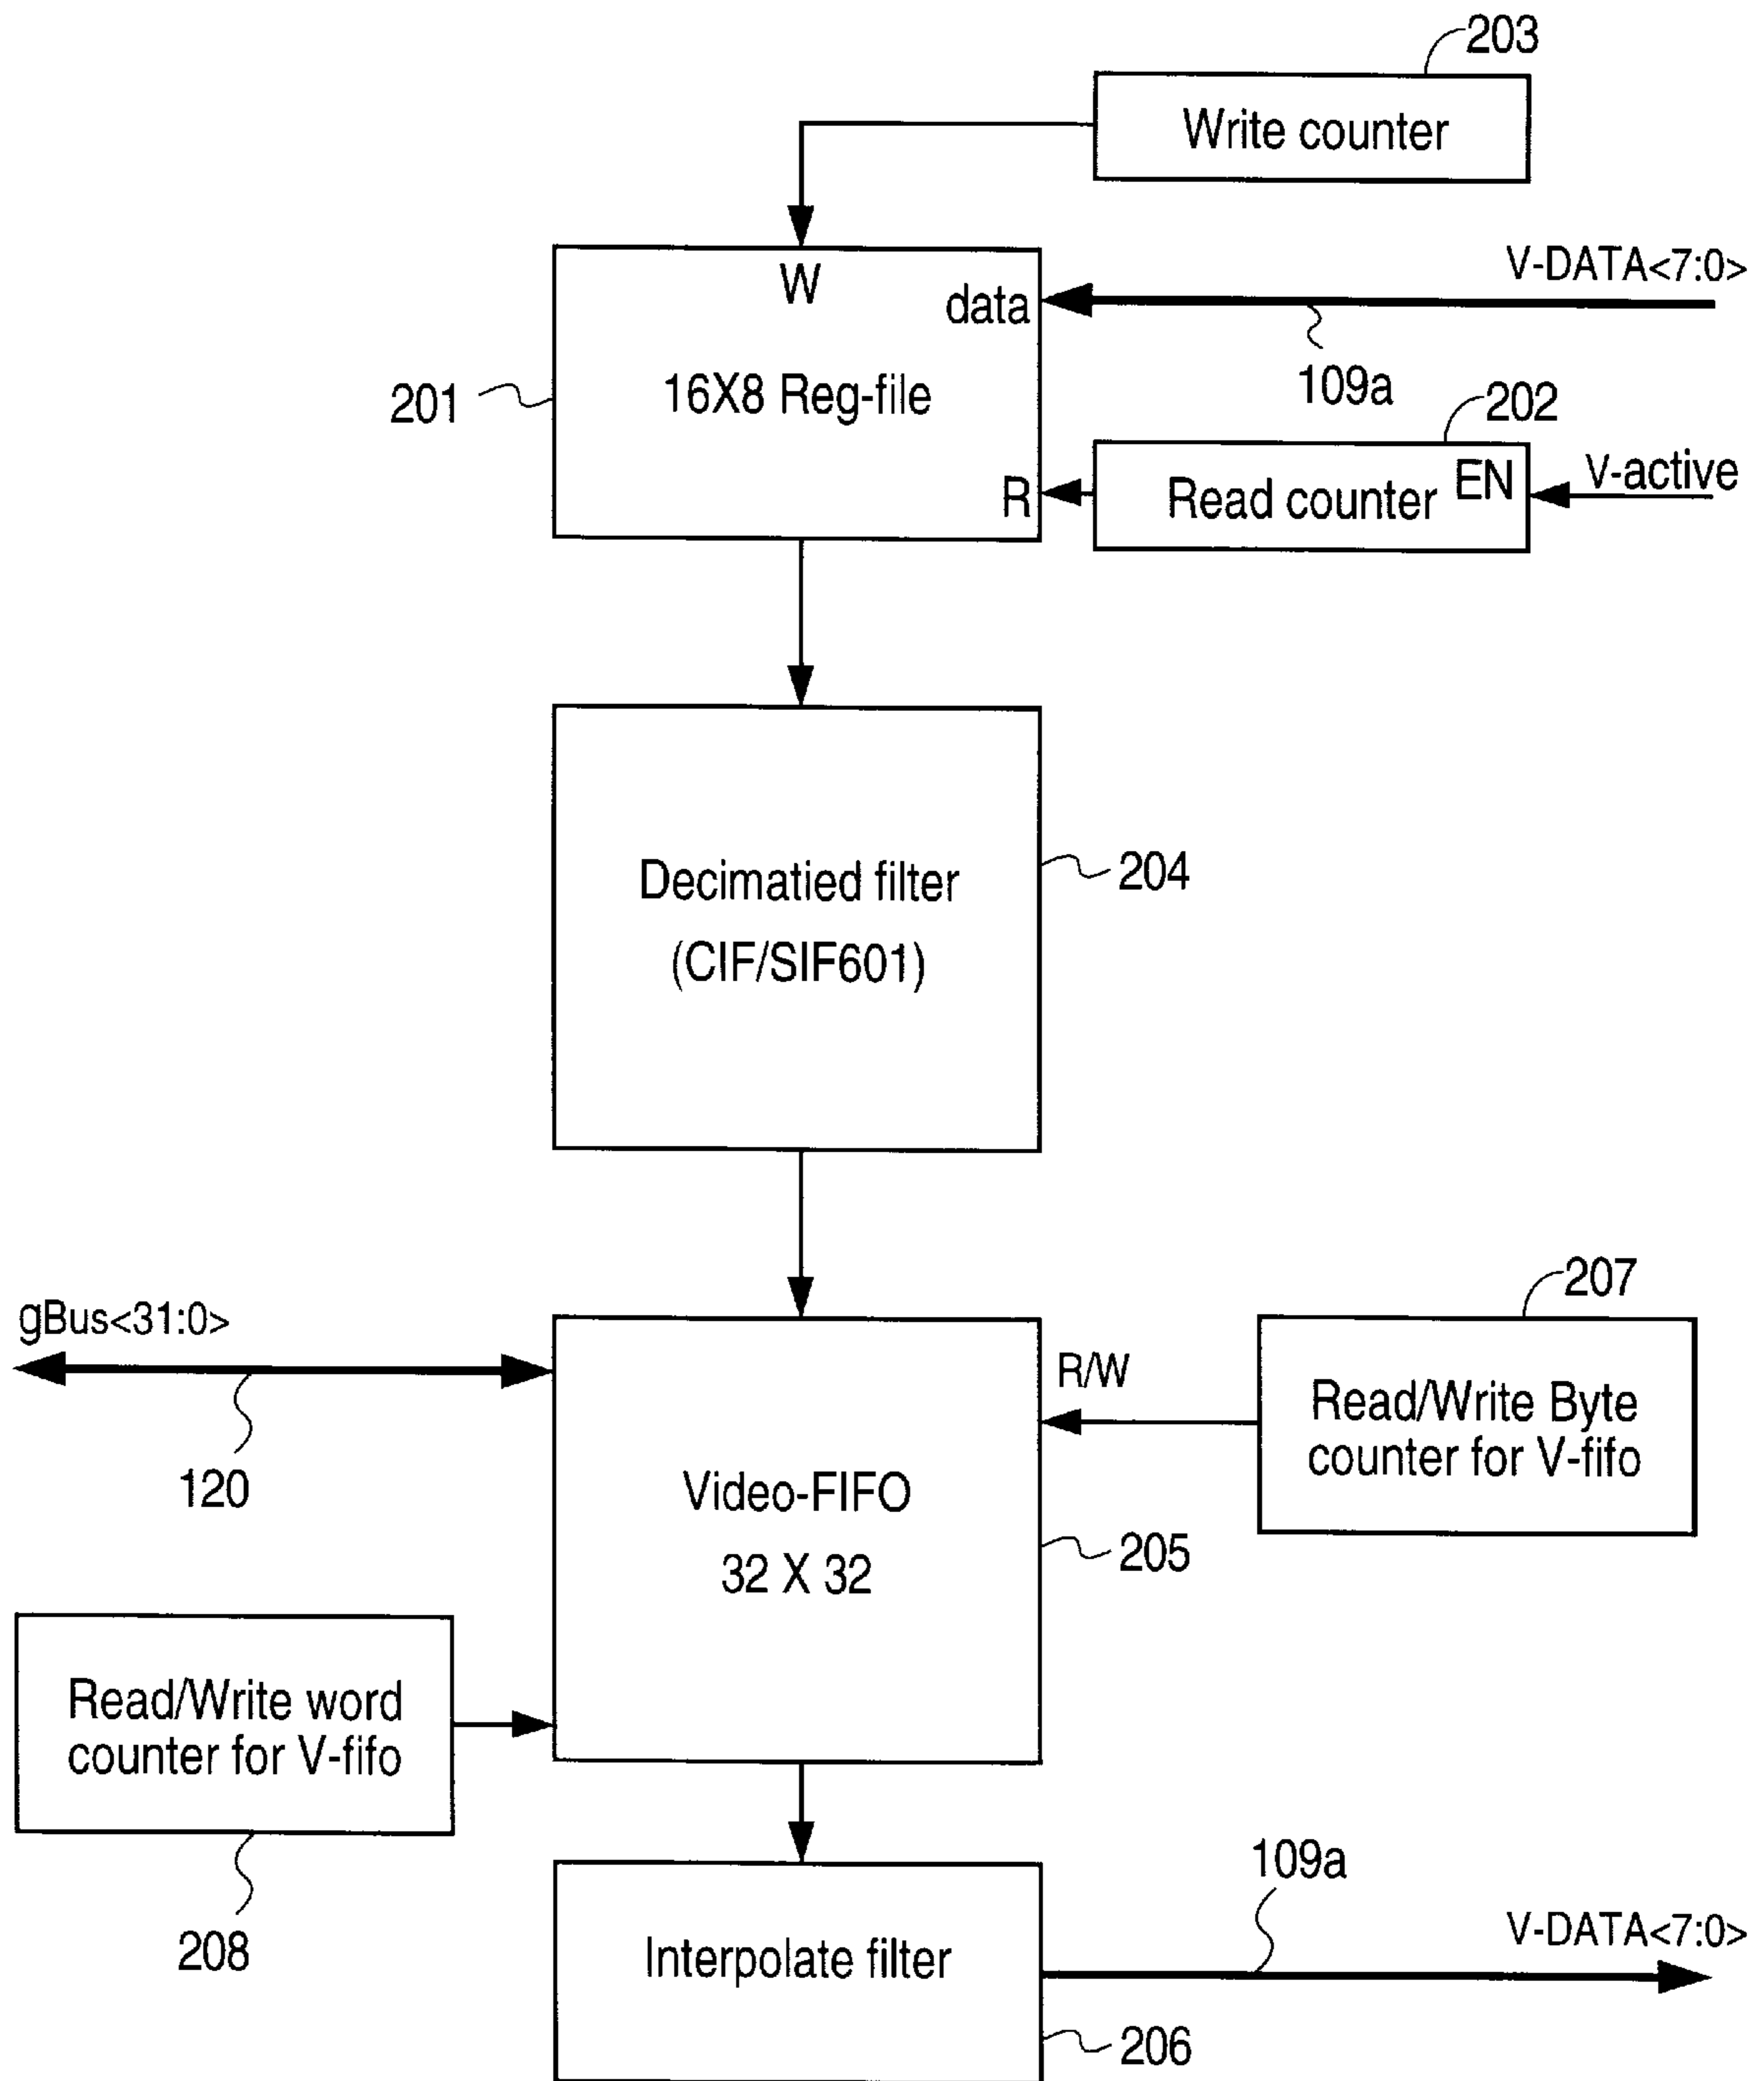 203
Write counter
W
V-DATA<7:0>
data
109a
201
16X8 Reg-file
202
R
Read counter
EN
V-active
Decimatied filter
(CIF/SIF601)
204
207
gBus<31:0>
R/W
Read/Write Byte
counter for V-fifo
120
Video-FIFO
32 X 32
205
Read/Write word
counter for V-fifo
109a
208
Interpolate filter
V-DATA<7:0>
206